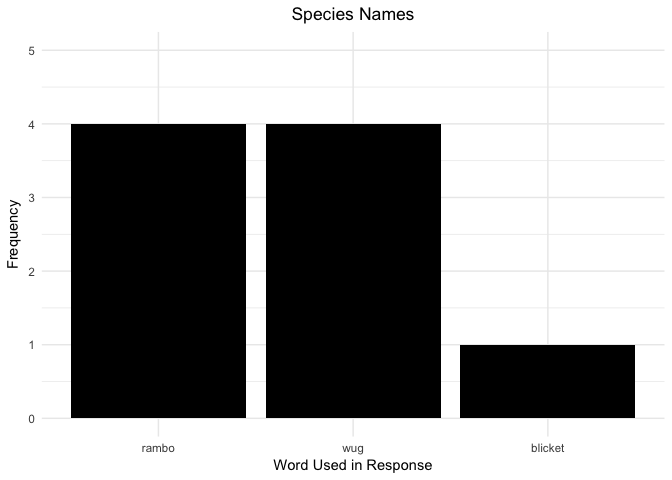 Species Names
5
4
3
2
1
0
Frequency
rambo wug blicket
Word Used in Response